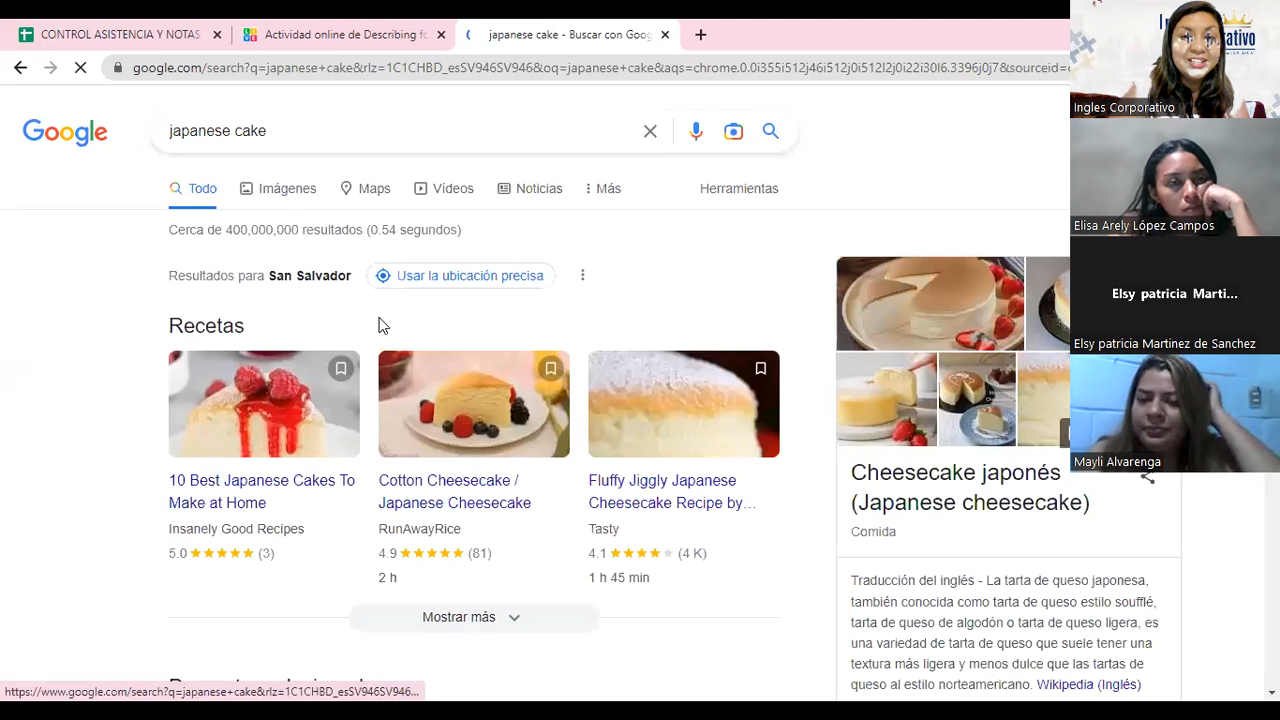 CONTROL ASISTENCIA Y NOTAS
Actividad online de Describing fo
japanese cake - Buscar con Goog
google.com/search?q=japanese+cake&rlz=1C1CHBD_esSV946SV946&oq=japanese+cake&aqs=chrome.0.0i355i512j46i512j0i512l2j0i22i30l6.3396j0j7&sourceid=
Google
japanese cake
Todo
Imágenes
Maps
Vídeos
Noticias
Más
Herramientas
Cerca de 400,000,000 resultados (0.54 segundos)
Resultados para San Salvador
Usar la ubicación precisa
Recetas
10 Best Japanese Cakes To
Make at Home
Insanely Good Recipes
5.0 (3)
Cotton Cheesecake /
Japanese Cheesecake
RunAwayRice
4.9 (81)
2 h
Fluffy Jiggly Japanese
Cheesecake Recipe by...
Tasty
4.1 (4 K)
1 h 45 min
Mostrar más
Cheesecake japonés
(Japanese cheesecake)
Comida
Traducción del inglés - La tarta de queso japonesa,
también conocida como tarta de queso estilo soufflé,
tarta de queso de algodón o tarta de queso ligera, es
una variedad de tarta de queso que suele tener una
textura más ligera y menos dulce que las tartas de
queso al estilo norteamericano. Wikipedia (Inglés)
https://www.google.com/search?q=japanese+cake&rlz=1C1CHBD_esSV946SV946...
Ingles Corporativo
Elisa Arely López Campos
Elsy patricia Marti...
Elsy patricia Martinez de Sanchez
Mayli Alvarenga